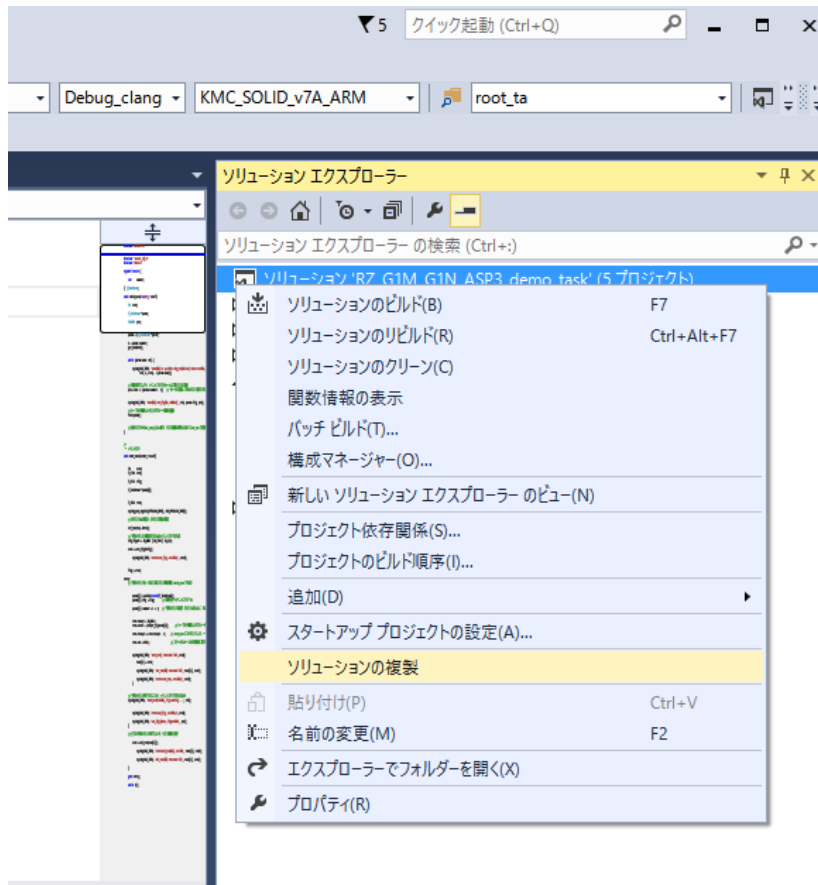 5 クイック起動 (Ctrl+Q)
Debug_clang KMC_SOLID_v7A_ARM root_ta
ソリューション エクスプローラー
ソリューション エクスプローラー の検索 (Ctrl+:)
ソリューション 'RZ_G1M_G1N_ASP3_demo_task' (5 プロジェクト)
ソリューションのビルド(B) F7
ソリューションのリビルド(R) Ctrl+Alt+F7
ソリューションのクリーン(C)
関数情報の表示
バッチ ビルド(T)...
構成マネージャー(O)...
新しい ソリューション エクスプローラー のビュー(N)
プロジェクト依存関係(S)...
プロジェクトのビルド順序(I)...
追加(D)
スタートアップ プロジェクトの設定(A)...
ソリューションの複製
貼り付け(P) Ctrl+V
名前の変更(M) F2
エクスプローラーでフォルダーを開く(X)
プロパティ(R)